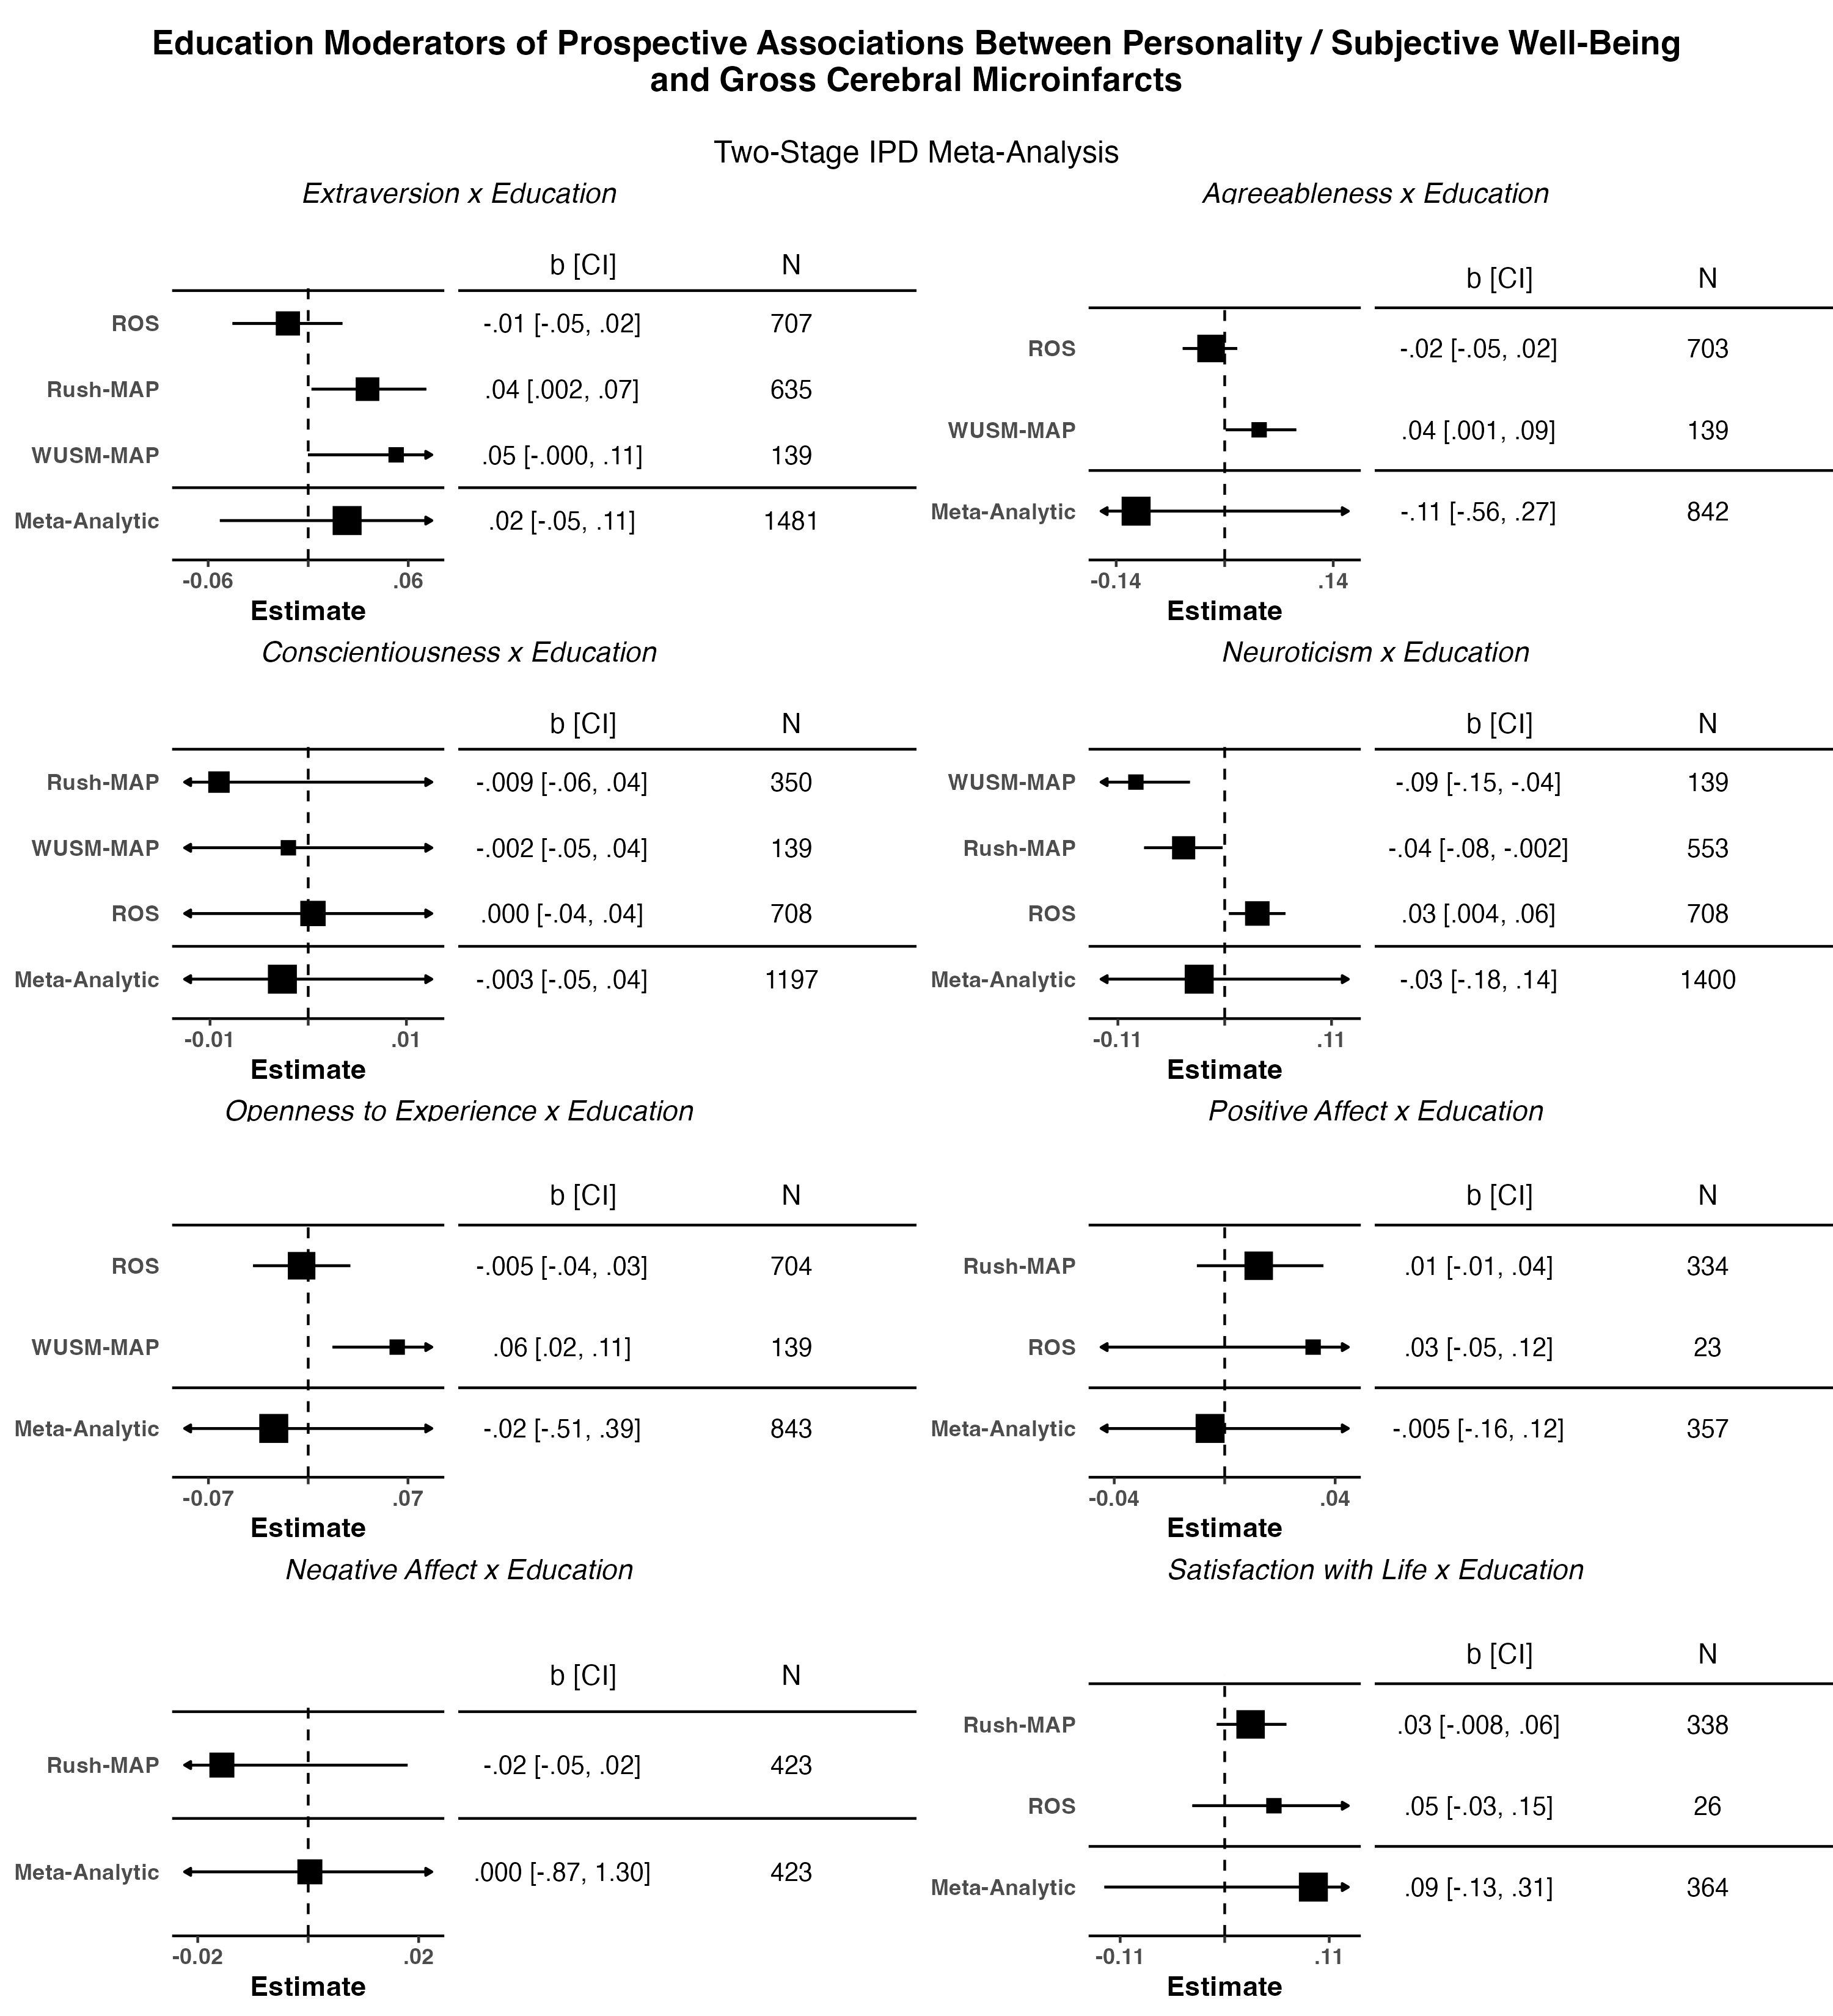 Education Moderators of Prospective Associations Between Personality / Subjective Well-Being
and Gross Cerebral Microinfarcts
Two-Stage IPD Meta-Analysis
Extraversion x Education
b [CI] N
ROS -.01 [-.05, .02] 707
Rush-MAP .04 [.002, .07] 635
WUSM-MAP .05 [-.000, .11] 139
Meta-Analytic .02 [-.05, .11] 1481
-0.06 .06
Estimate
Agreeableness x Education
b [CI] N
ROS -.02 [-.05, .02] 703
WUSM-MAP .04 [.001, .09] 139
Meta-Analytic -.11 [-.56, .27] 842
-0.14 .14
Estimate
Conscientiousness x Education
b [CI] N
Rush-MAP -.009 [-.06, .04] 350
WUSM-MAP -.002 [-.05, .04] 139
ROS .000 [-.04, .04] 708
Meta-Analytic -.003 [-.05, .04] 1197
-0.01 .01
Estimate
Neuroticism x Education
b [CI] N
WUSM-MAP -.09 [-.15, -.04] 139
Rush-MAP -.04 [-.08, -.002] 553
ROS .03 [.004, .06] 708
Meta-Analytic -.03 [-.18, .14] 1400
-0.11 .11
Estimate
Openness to Experience x Education
b [CI] N
ROS -.005 [-.04, .03] 704
WUSM-MAP .06 [.02, .11] 139
Meta-Analytic -.02 [-.51, .39] 843
-0.07 .07
Estimate
Positive Affect x Education
b [CI] N
Rush-MAP .01 [-.01, .04] 334
ROS .03 [-.05, .12] 23
Meta-Analytic -.005 [-.16, .12] 357
-0.04 .04
Estimate
Negative Affect x Education
b [CI] N
Rush-MAP -.02 [-.05, .02] 423
Meta-Analytic .000 [-.87, 1.30] 423
-0.02 .02
Estimate
Satisfaction with Life x Education
b [CI] N
Rush-MAP .03 [-.008, .06] 338
ROS .05 [-.03, .15] 26
Meta-Analytic .09 [-.13, .31] 364
-0.11 .11
Estimate